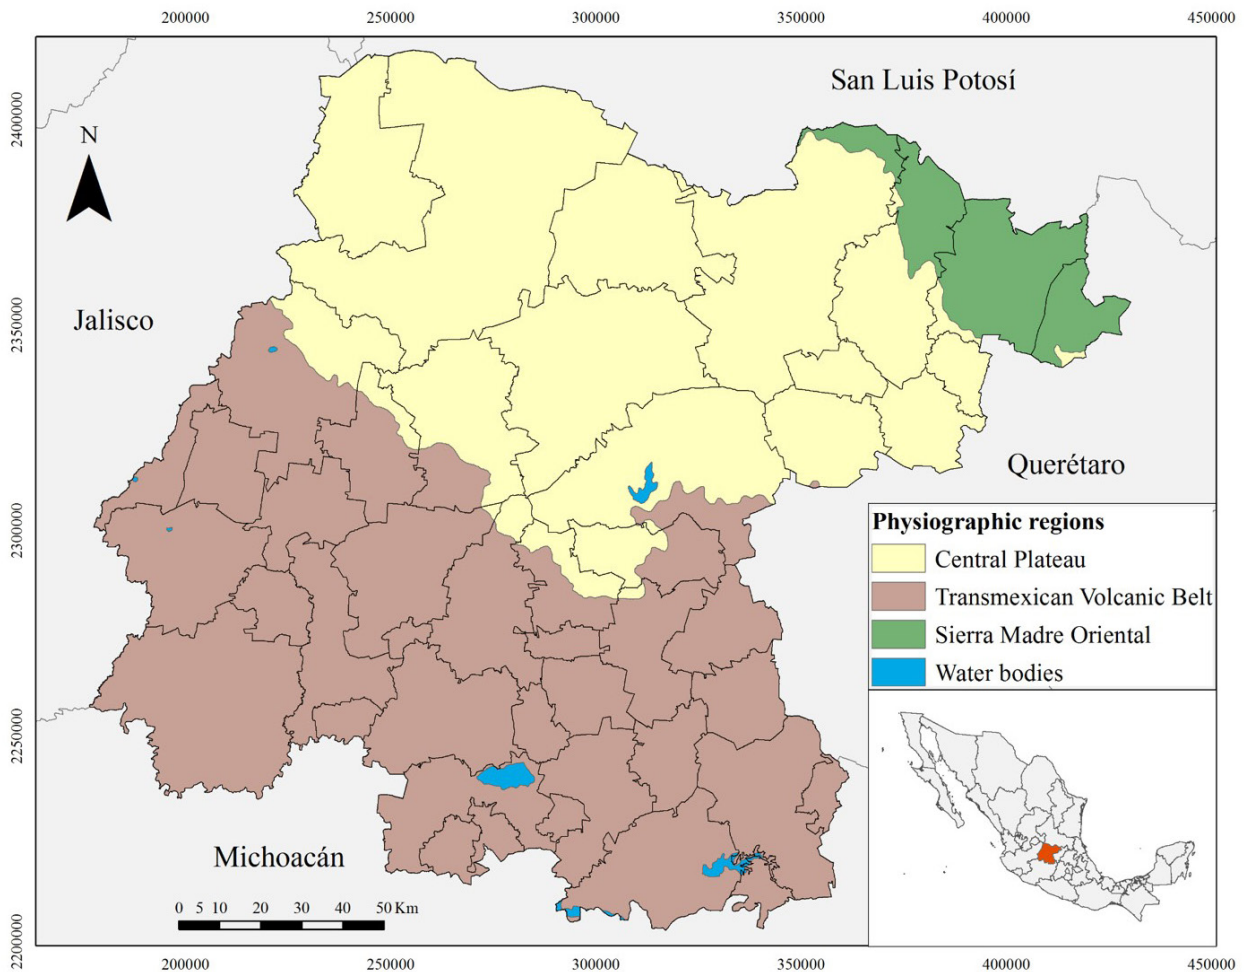 200000 250000 300000 350000 400000 450000
San Luis Potosí
2400000
N
Jalisco
2350000
Querétaro
2300000
Physiographic regions
Central Plateau
Transmexican Volcanic Belt
Sierra Madre Oriental
Water bodies
22500000
Michoacán
0 5 10 20 30 40 50 Km
2200000
200000 250000 300000 350000 400000 450000